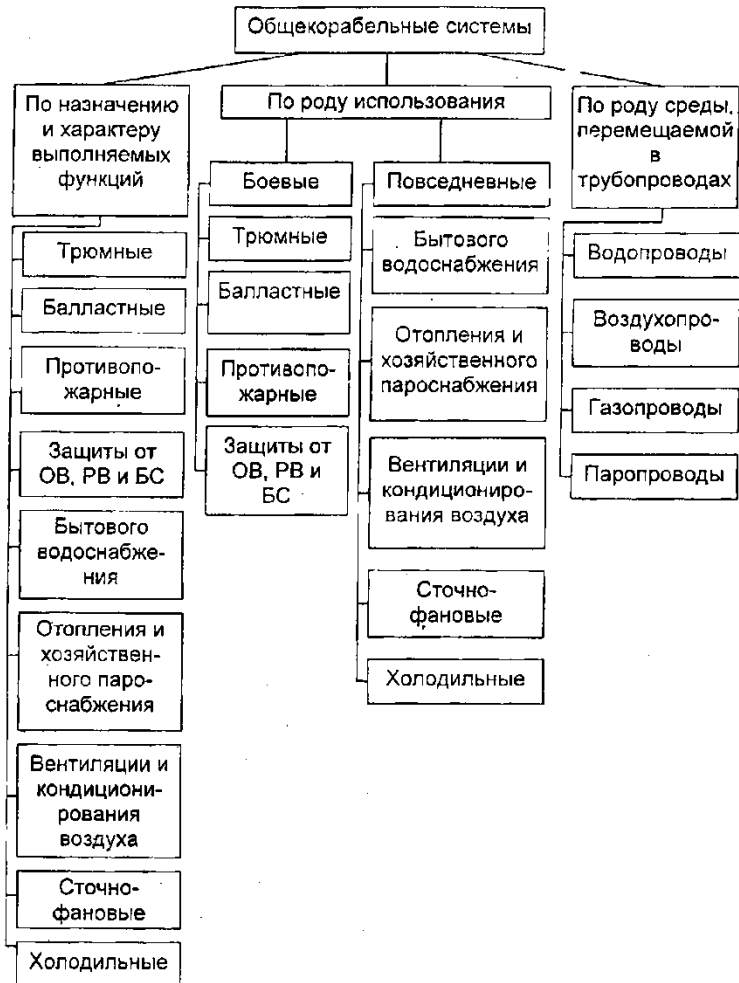 Общекорабельные системы
По назначению
и характеру
выполняемых
функций
Трюмные
Балластные
Противопо-
жарные
Защиты от
ОВ, РВ и БС
Бытового
водоснабже-
ния
Отопления и
хозяйствен-
ного паро-
снабжения
Вентиляции и
кондициони-
рования
воздуха
Сточно-
фановые
Холодильные
По роду использования
Боевые
Трюмные
Балластные
Противопо-
жарные
Защиты от
ОВ, РВ и
БС
Повседневные
Бытового
водоснабжения
Отопления и
хозяйственного
пароснабжения
Вентиляции и
кондициониро-
вания воздуха
Сточно-
фановые
Холодильные
По роду среды,
перемещаемой
в
трубопроводах
Водопроводы
Воздухопро-
воды
Газопроводы
Паропроводы